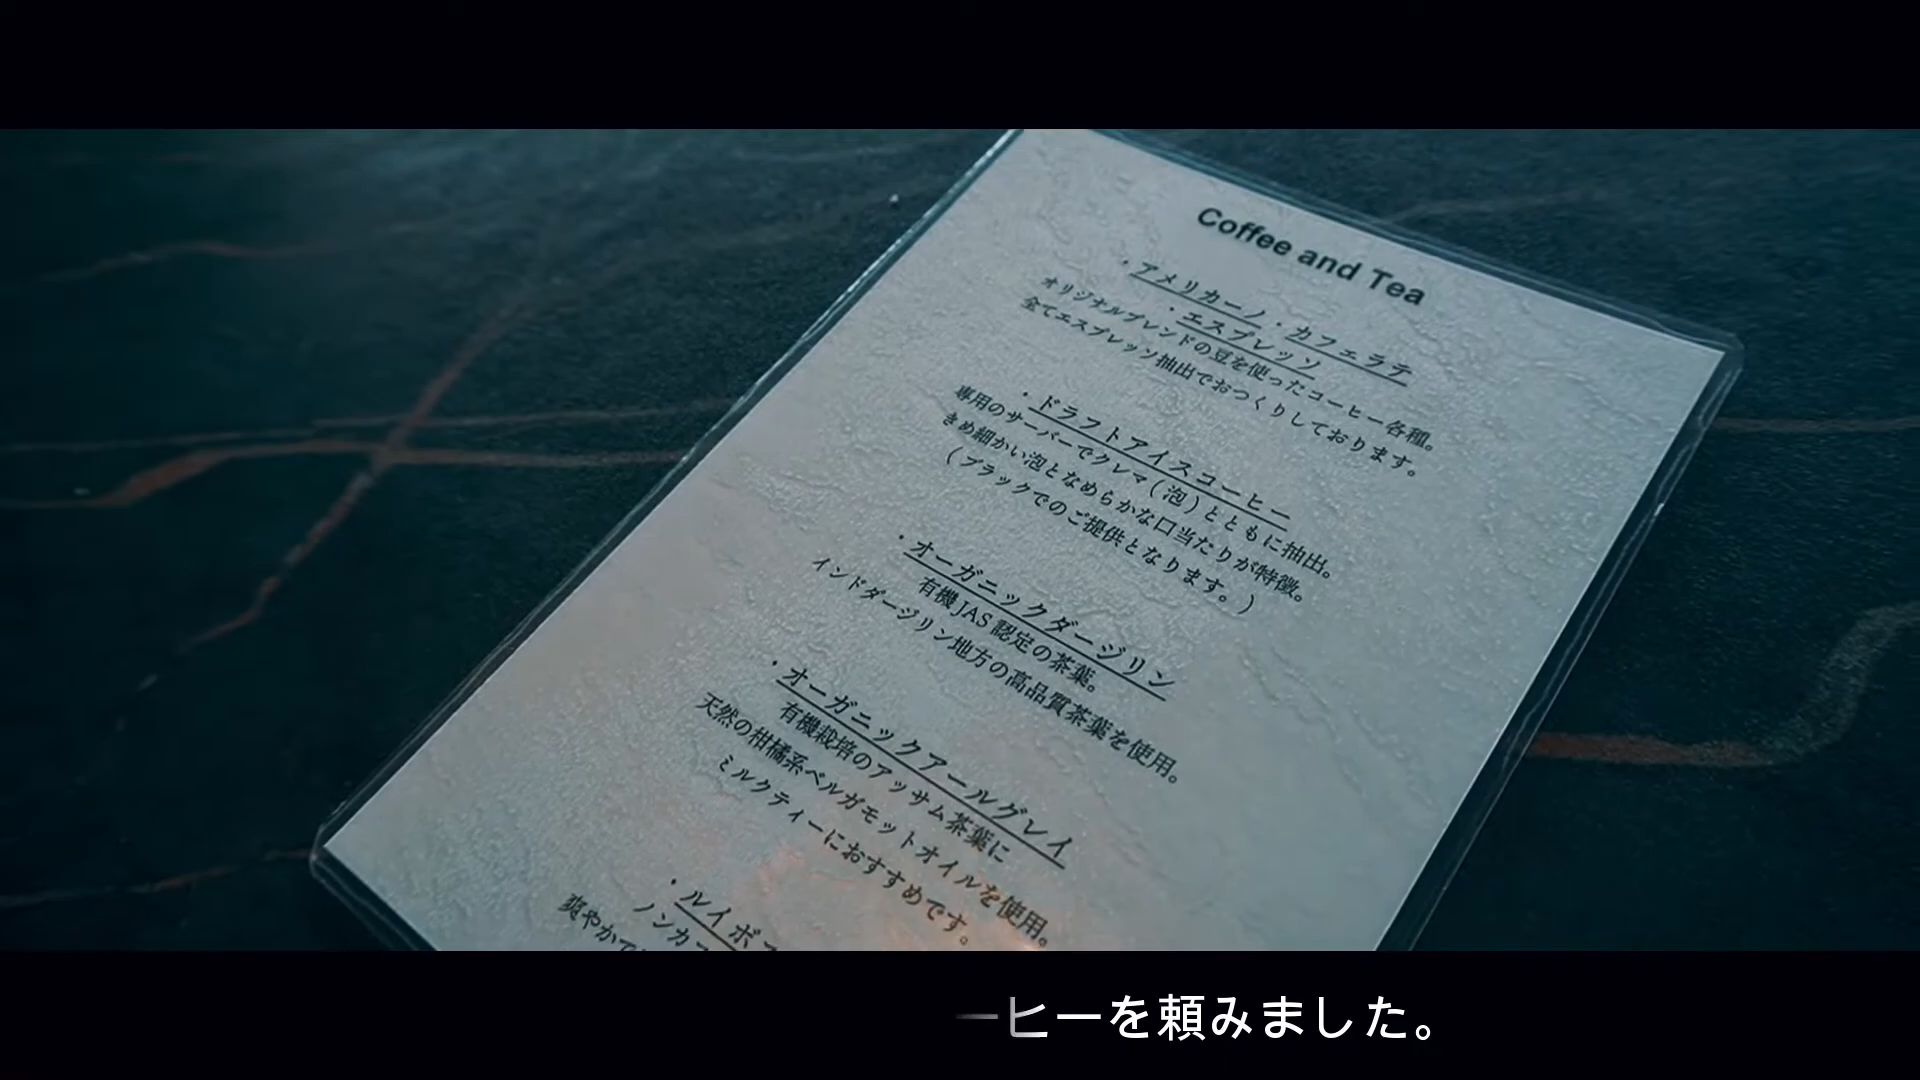 Coffee and Tea
・アメリカーノ・カフェラテ
・エスプレッソ
オリジナルブレンドの豆を使ったコーヒー各種。
全てエスプレッソ抽出でおつくりしております。
・ドラフトアイスコーヒー
専用のサーバーでクレマ(泡)とともに抽出。
きめ細かい泡となめらかな口当たりが特徴。
(ブラックでのご提供となります。)
・オーガニックダージリン
有機JAS認定の茶葉。
インドダージリン地方の高品質茶葉を使用。
・オーガニックアールグレイ
有機栽培のアッサム茶葉に
天然の柑橘系ベルガモットオイルを使用。
ミルクティーにおすすめです。
・ルイボ
ノンカ
爽やかで
ーヒーを頼みました。